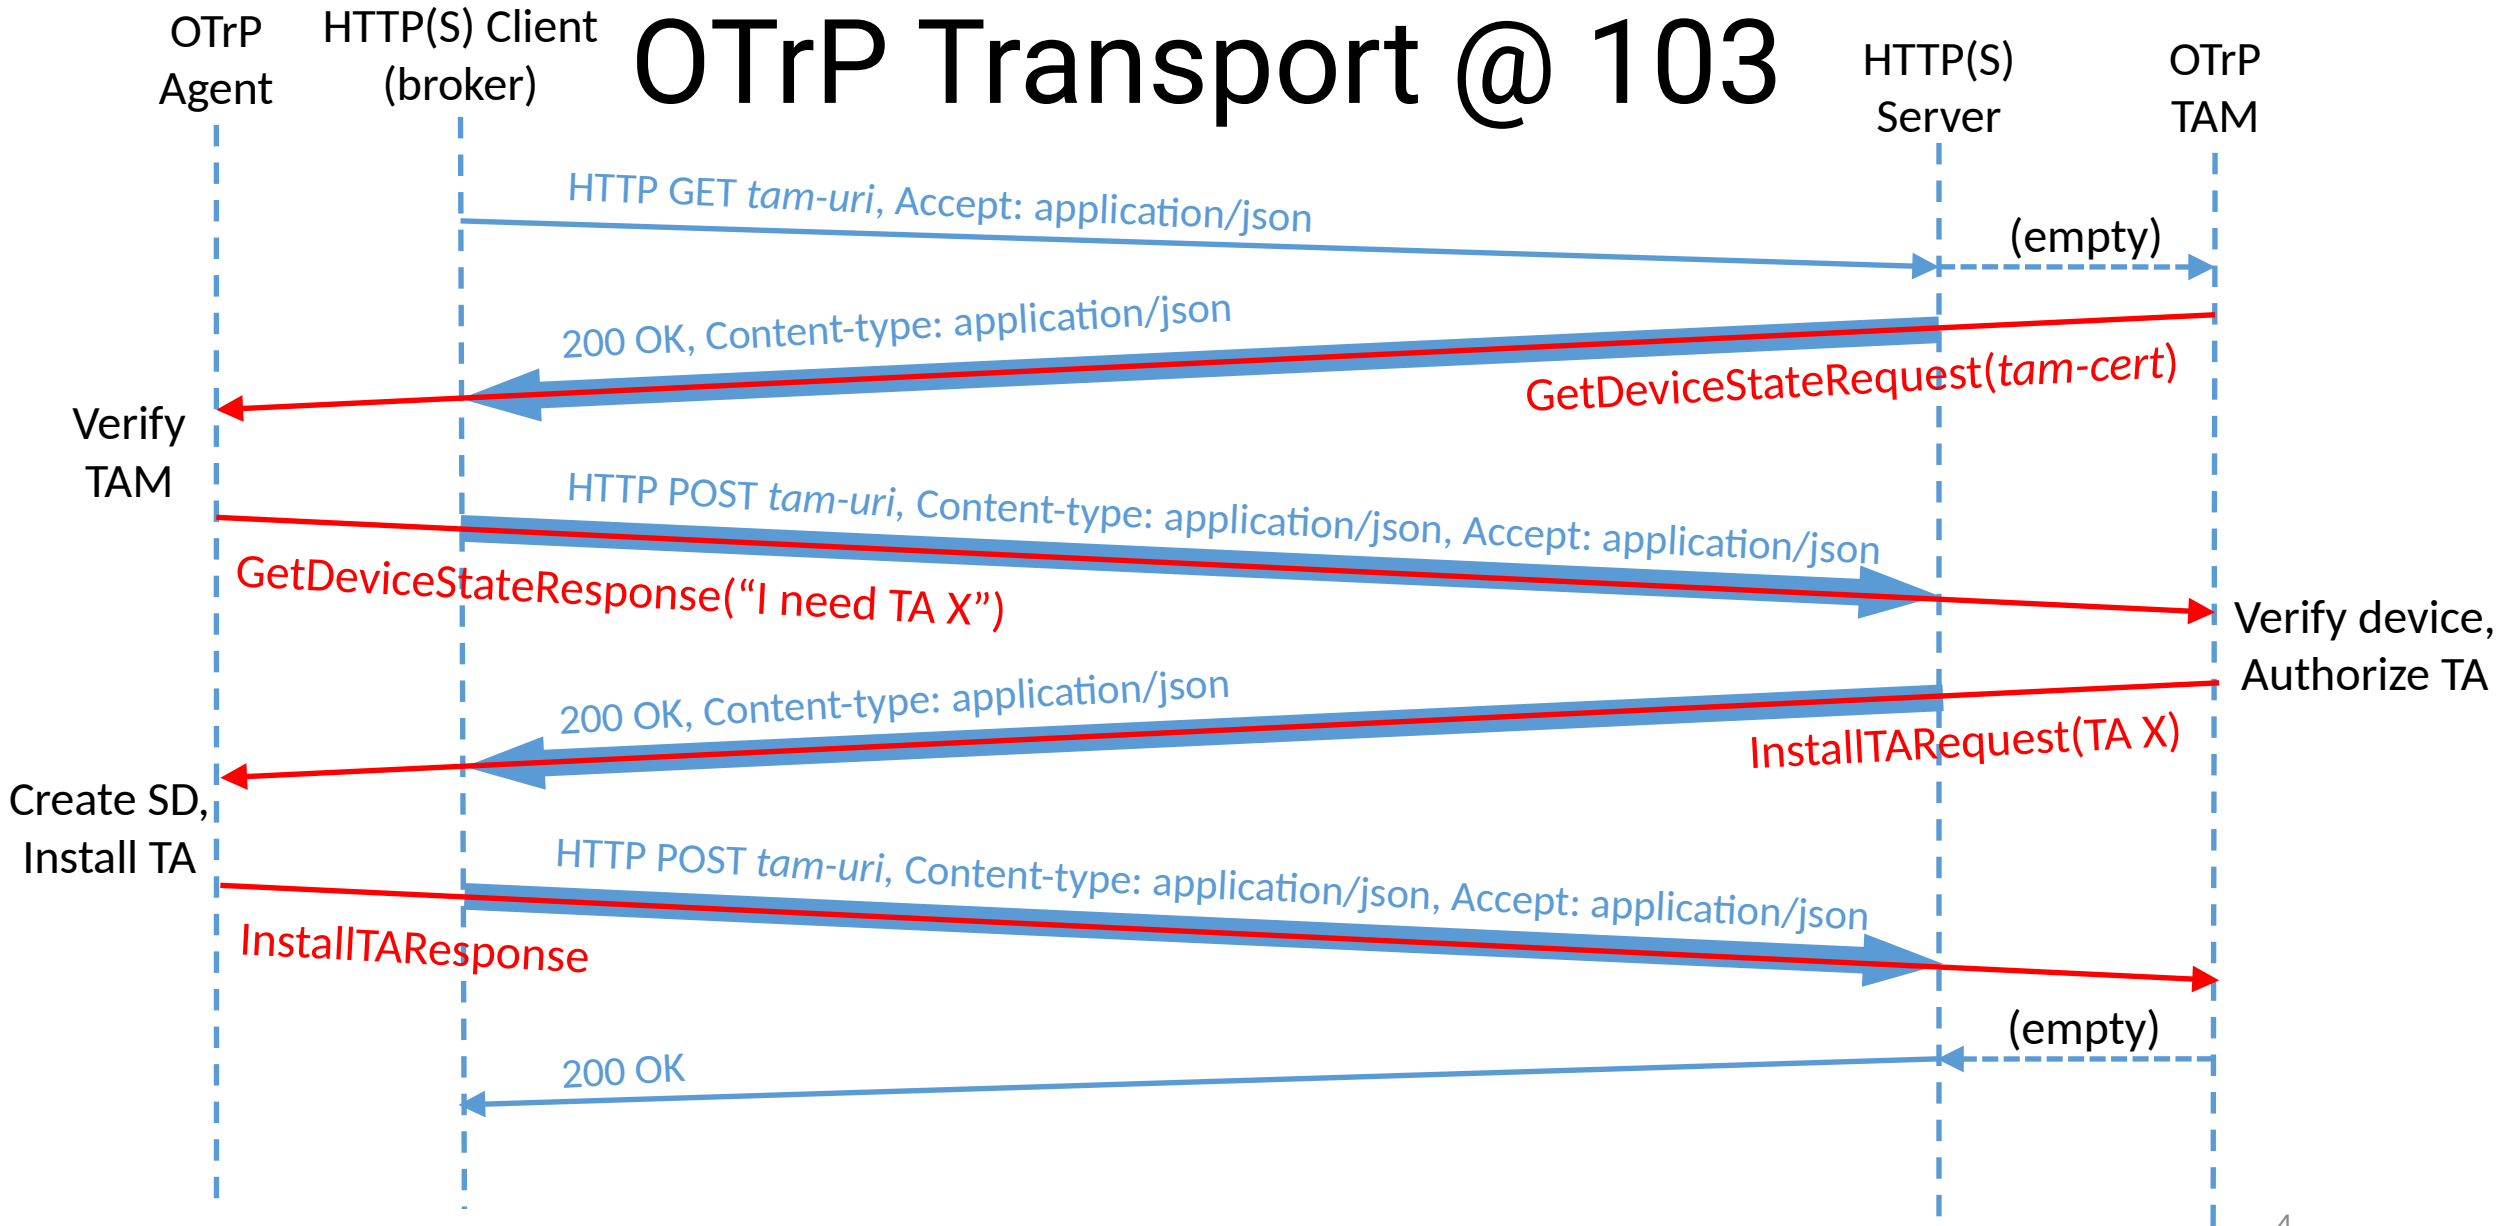 OTrP
Agent
HTTP(S) Client
(broker)
OTrP Transport @ 103
HTTP(S)
Server
OTrP
TAM
HTTP GET tam-uri, Accept: application/json
(empty)
200 OK, Content-type: application/json
GetDeviceStateRequest(tam-cert)
Verify
TAM
HTTP POST tam-uri, Content-type: application/json, Accept: application/json
GetDeviceStateResponse(“I need TA X”)
Verify device,
Authorize TA
200 OK, Content-type: application/json
InstallTARequest(TA X)
Create SD,
Install TA
HTTP POST tam-uri, Content-type: application/json, Accept: application/json
InstallTAResponse
(empty)
200 OK
4